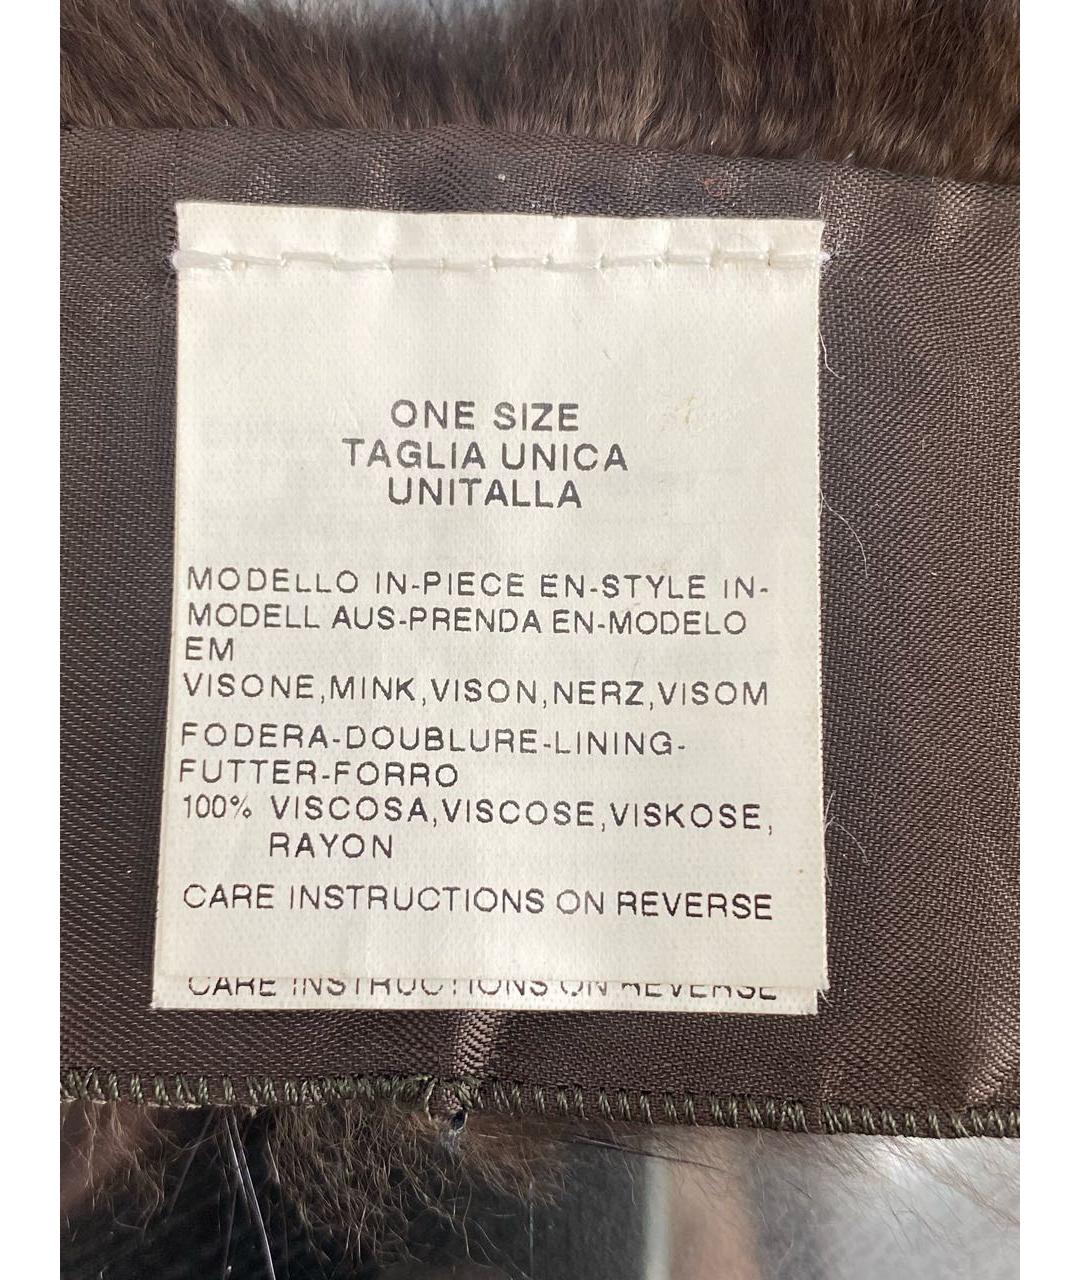 ONE SIZE
TAGLIA UNICA
UNITALLA
MODELLO IN-PIECE EN-STYLE IN-
MODELL AUS-PRENDA EN-MODELO
EM
VISONE,MINK,VISON,NERZ,VISOM
FODERA-DOUBLURE-LINING-
FUTTER-FORRO
100% VISCOSA,VISCOSE,VISKOSE,
RAYON
CARE INSTRUCTIONS ON REVERSE
CARE INSTRUCTIONS ON REVERSE